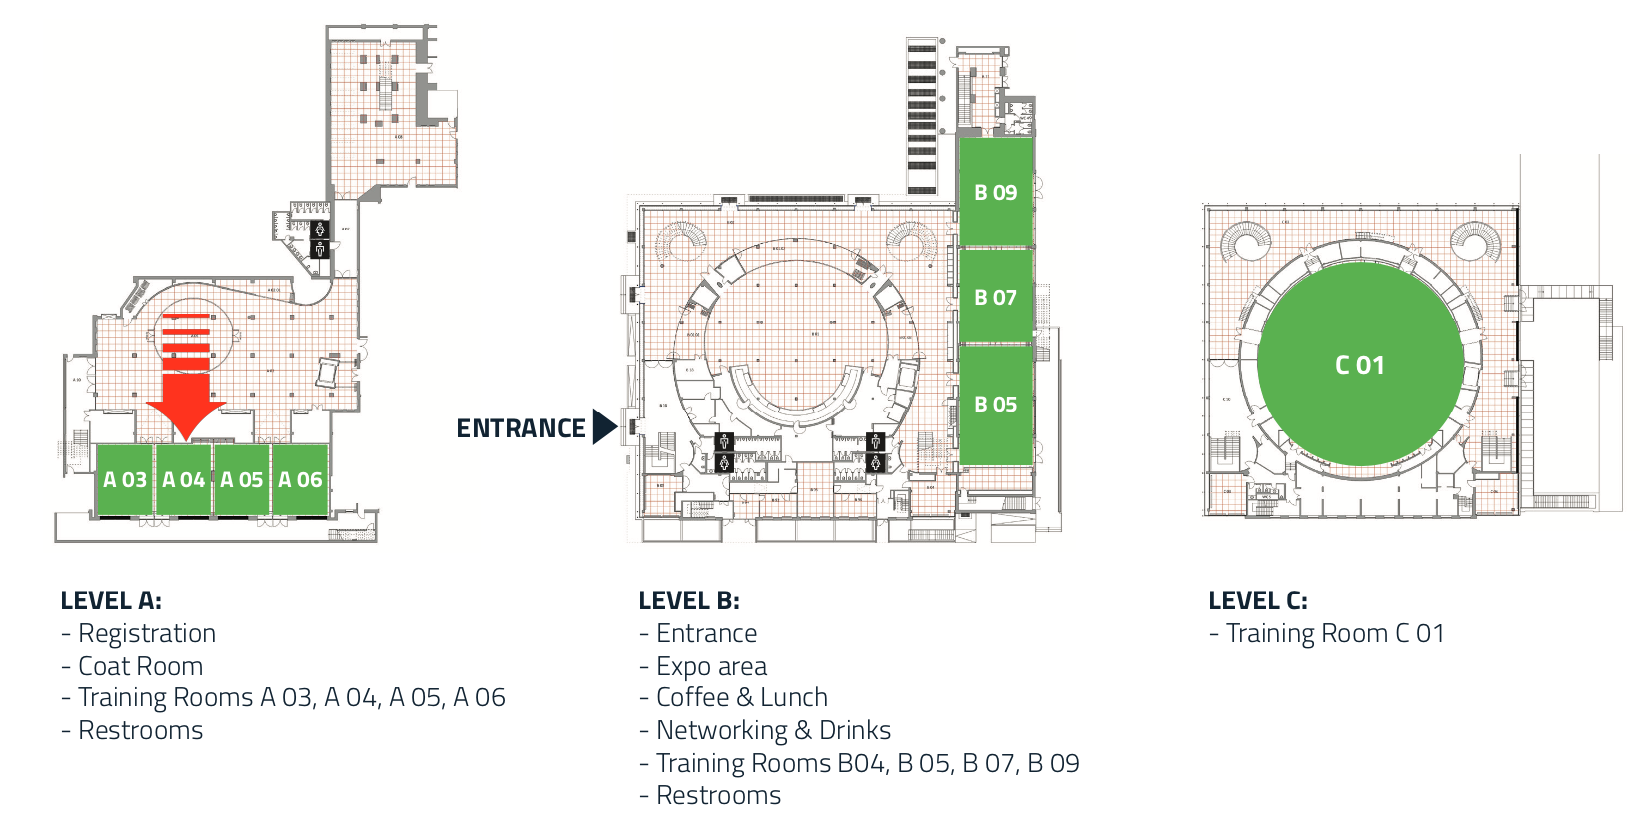 B 09
B 07
C 01
B 05
ENTRANCE
A 03
A 04
A 05
A 06
LEVEL A:
- Registration
- Coat Room
- Training Rooms A 03, A 04, A 05, A 06
- Restrooms
LEVEL B:
- Entrance
- Expo area
- Coffee & Lunch
- Networking & Drinks
- Training Rooms B04, B 05, B 07, B 09
- Restrooms
LEVEL C:
- Training Room C 01